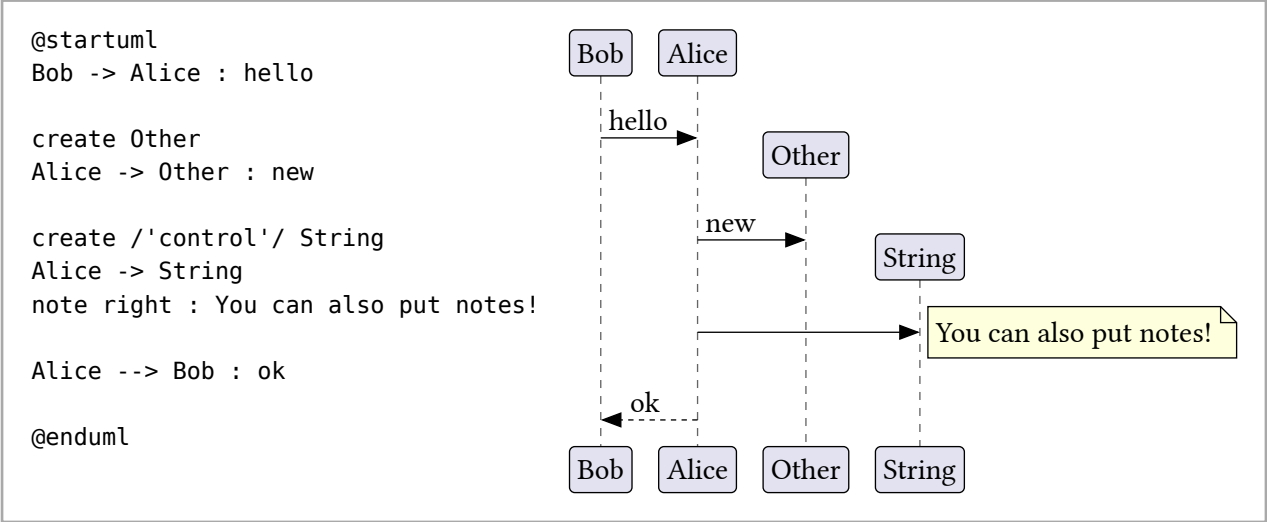 @startuml
Bob -> Alice : hello
create Other
Alice -> Other : new
create /'control'/ String
Alice -> String
note right : You can also put notes!
Alice --> Bob : ok
@enduml
Bob Alice
hello
Other
new
String
You can also put notes!
ok
Bob Alice Other String